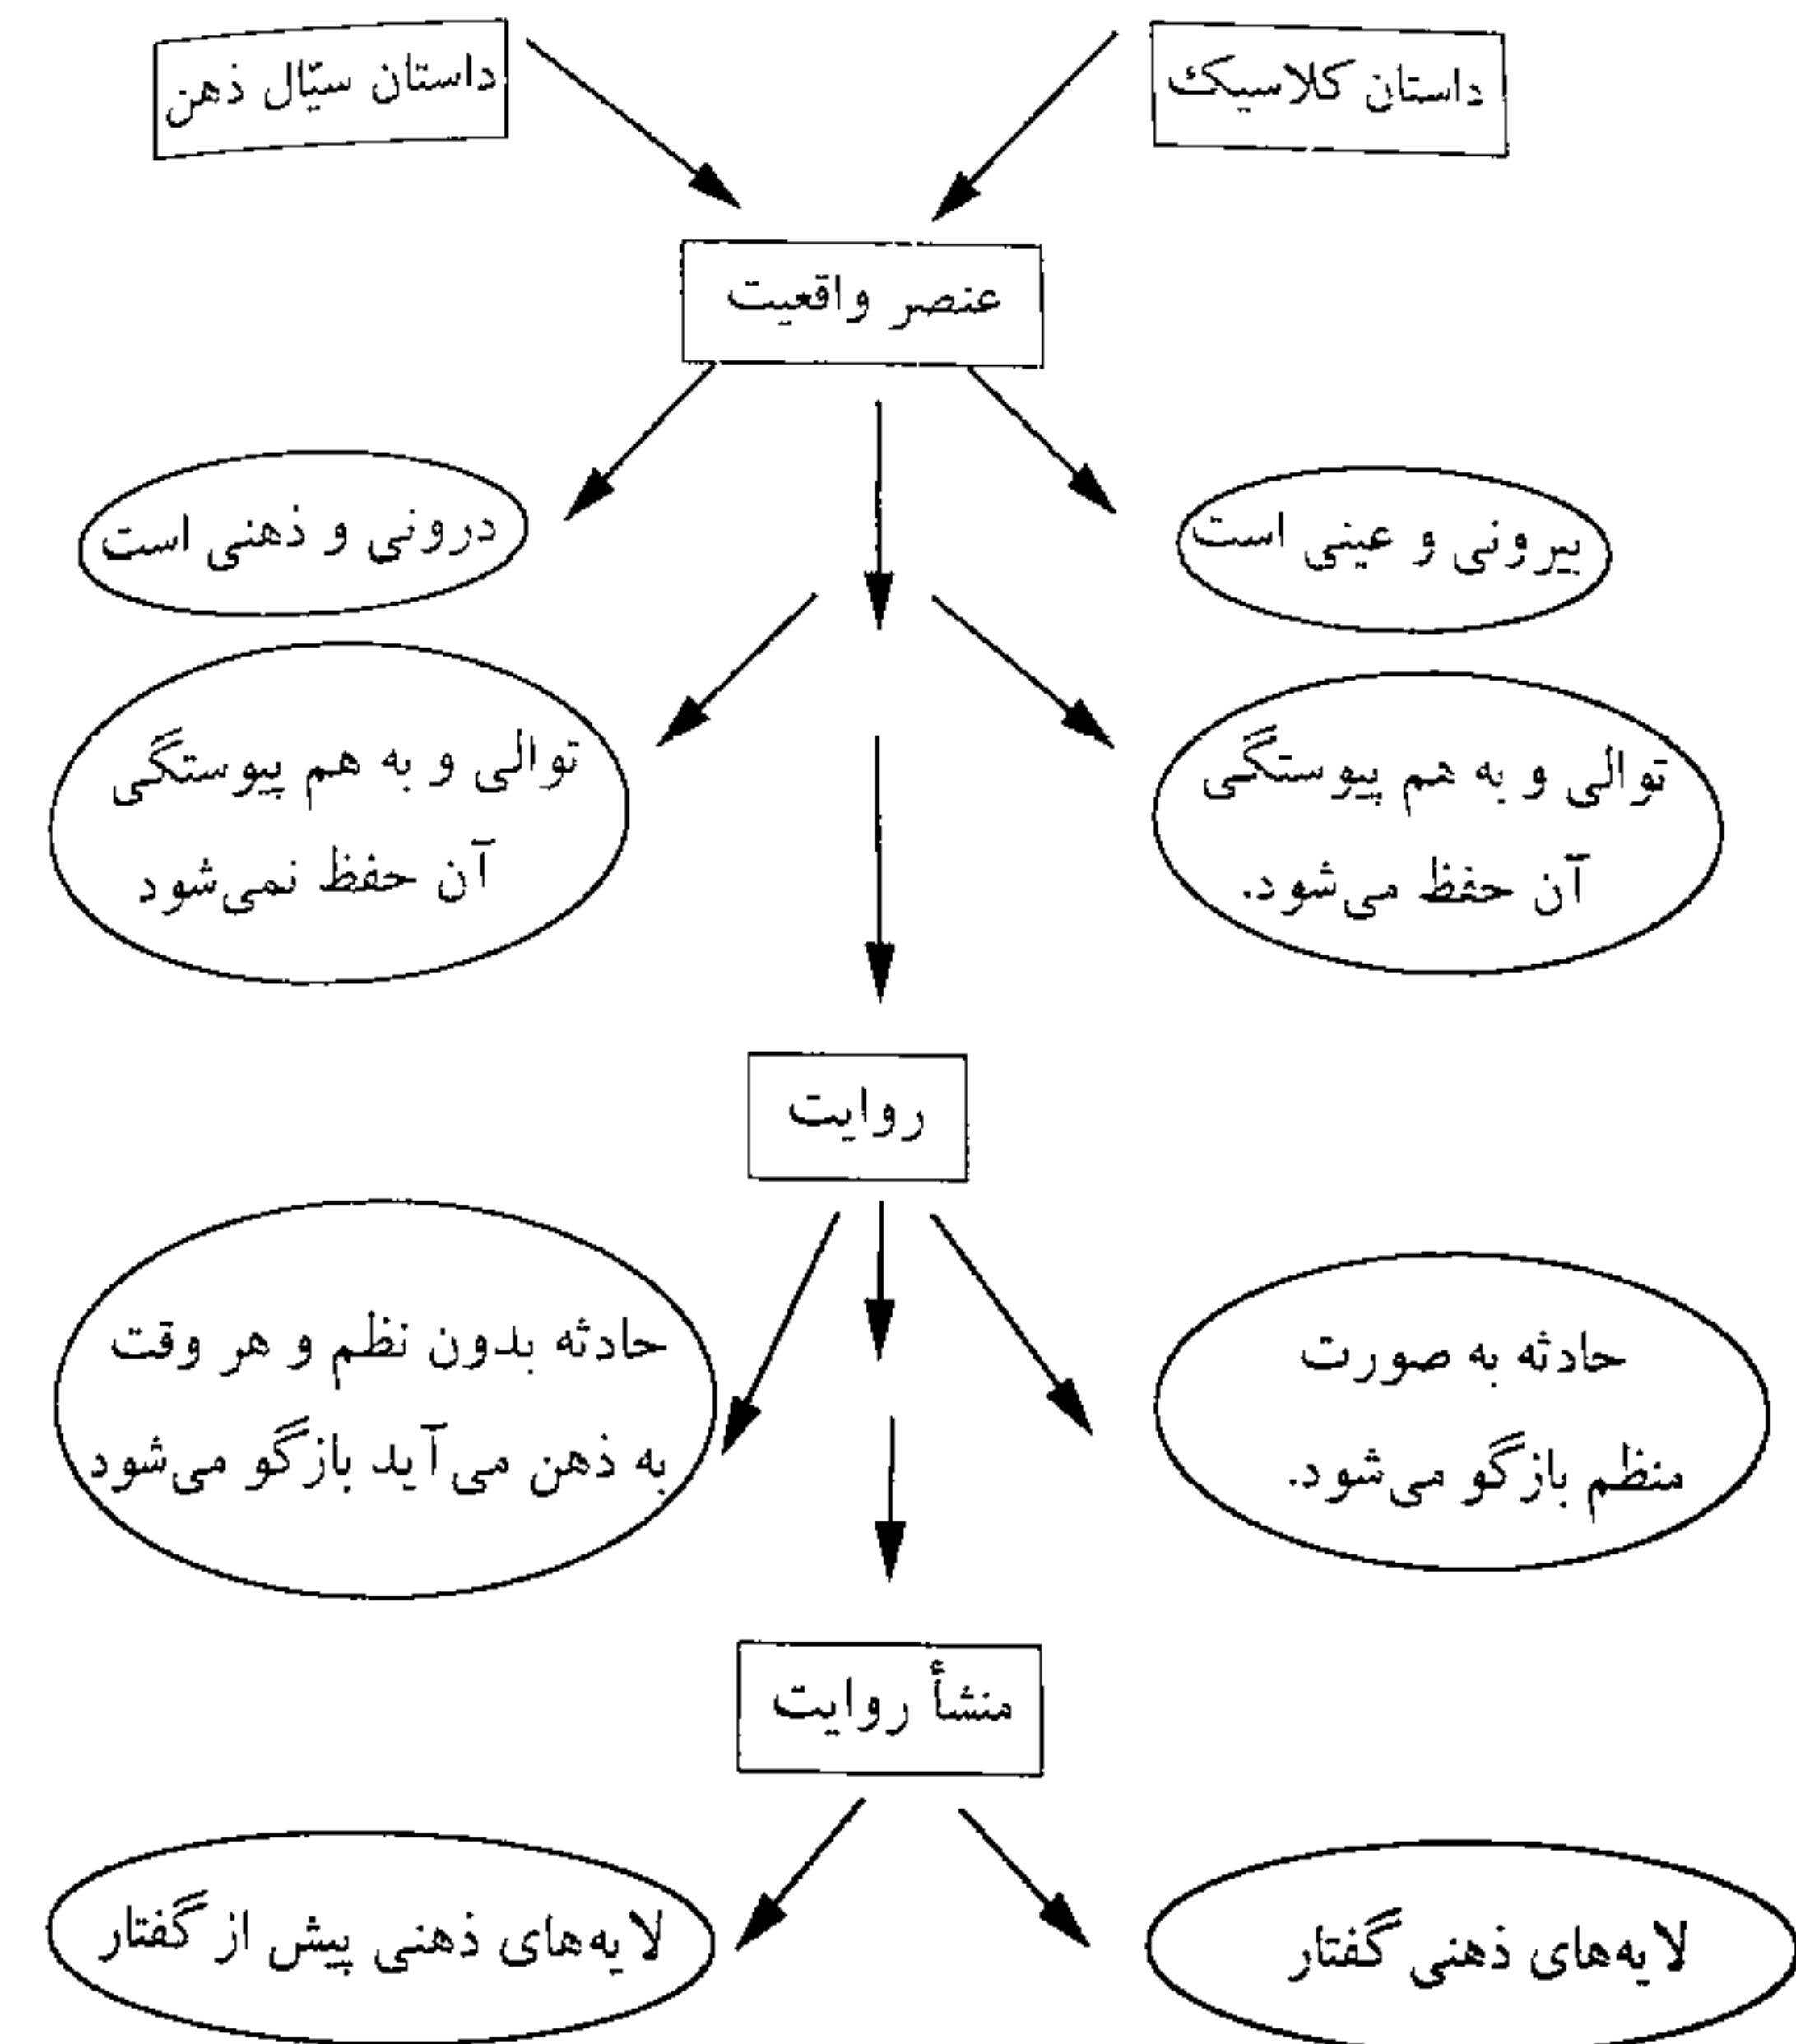 داستان کلاسیک
داستان سیّال ذهن
عنصر واقعیت
بیرونی و عینی است
درونی و ذهنی است
توالی و به هم پیوستگی
آن حفظ می‌شود.
توالی و به هم پیوستگی
آن حفظ نمی‌شود
روایت
حادثه به صورت
منظم بازگو می‌شود.
حادثه بدون نظم و هر وقت
به ذهن می‌آید بازگو می‌شود
منشأ روایت
لایه‌های ذهنی گفتار
لایه‌های ذهنی پیش از گفتار